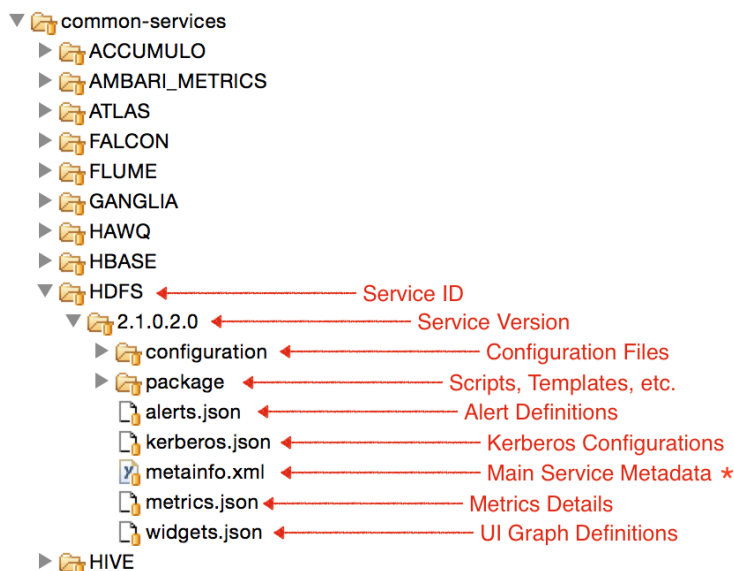 common-services
ACCUMULO
AMBARI_METRICS
ATLAS
FALCON
FLUME
GANGLIA
HAWQ
HBASE
HDFS Service ID
2.1.0.2.0 Service Version
configuration Configuration Files
package Scripts, Templates, etc.
alerts.json Alert Definitions
kerberos.json Kerberos Configurations
metainfo.xml Main Service Metadata *
metrics.json Metrics Details
widgets.json UI Graph Definitions
HIVE